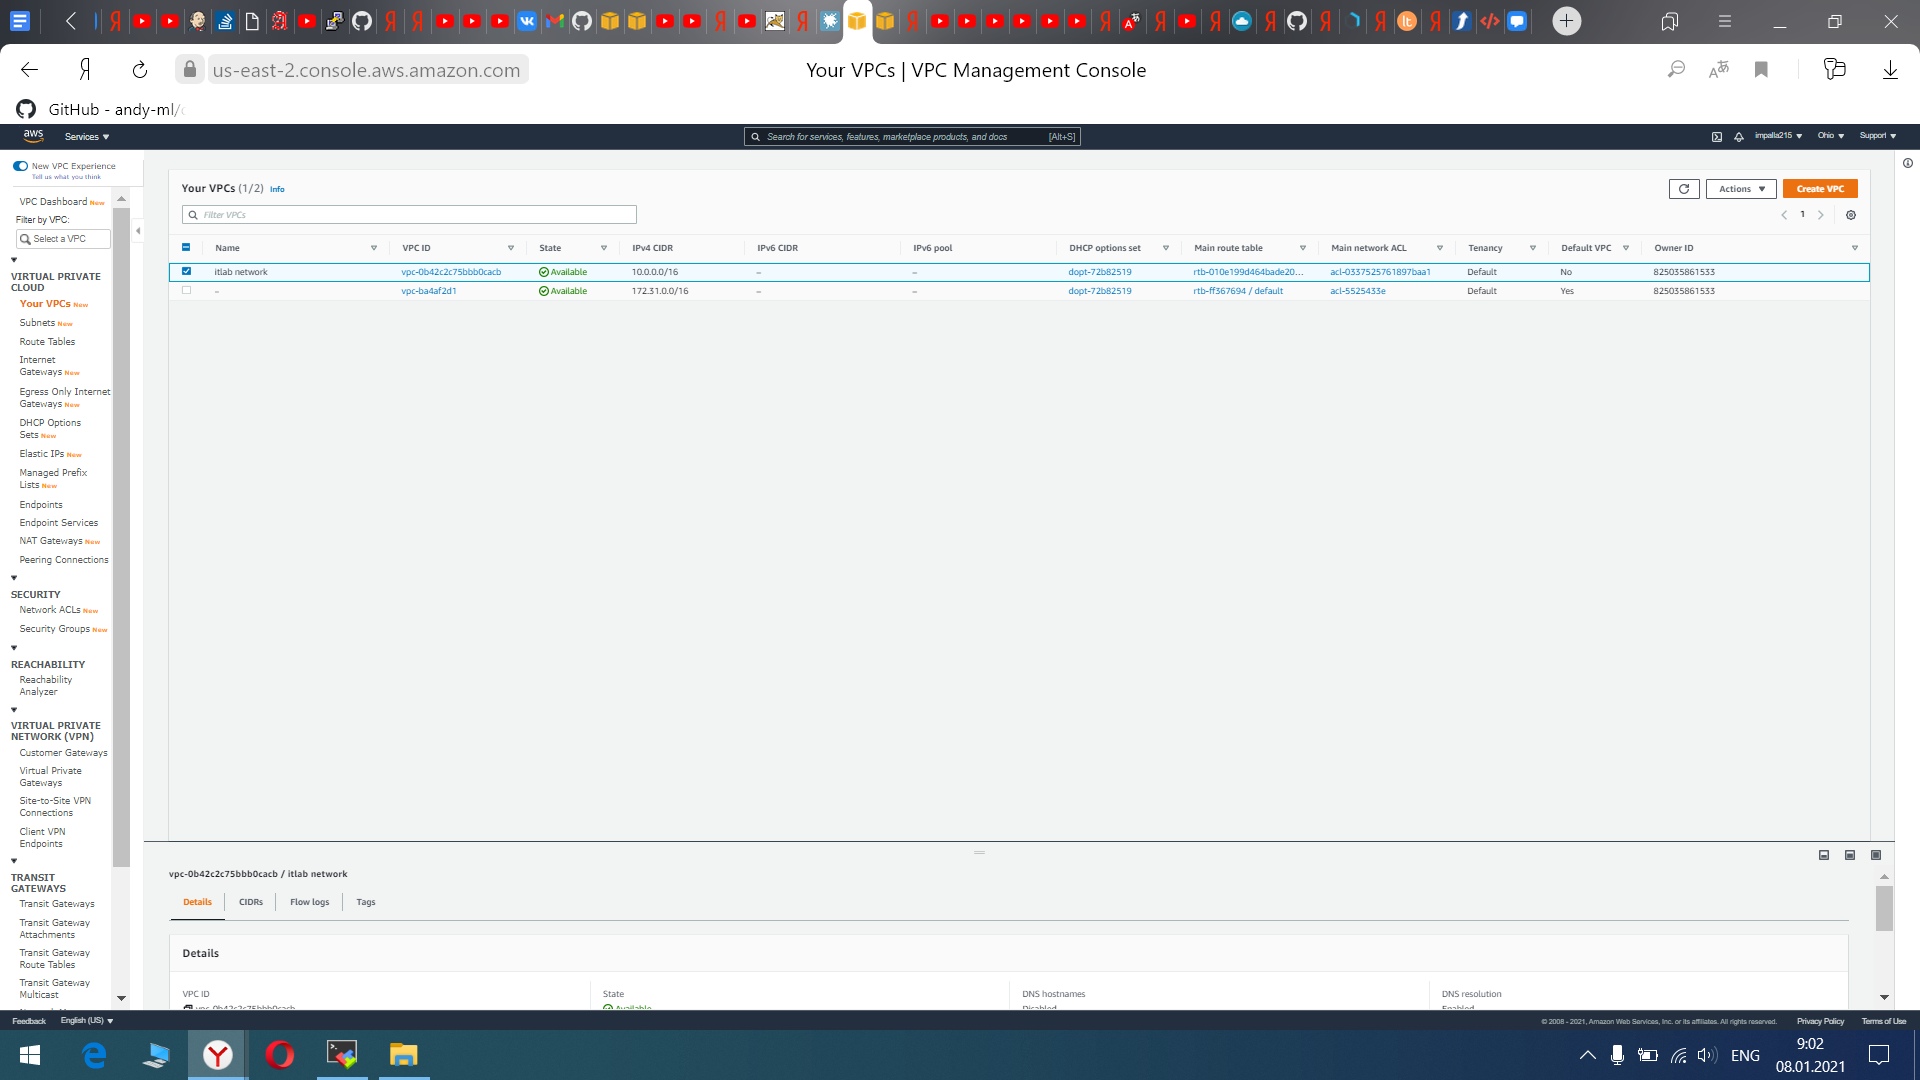 us-east-2.console.aws.amazon.com
Your VPCs | VPC Management Console
GitHub - andy-ml/
aws
Services
Search for services, features, marketplace products, and docs
[Alt+S]
impalla215
Ohio
Support
New VPC Experience
Tell us what you think
VPC Dashboard New
Filter by VPC:
Select a VPC
VIRTUAL PRIVATE
CLOUD
Your VPCs New
Subnets New
Route Tables
Internet
Gateways New
Egress Only Internet
Gateways New
DHCP Options
Sets New
Elastic IPs New
Managed Prefix
Lists New
Endpoints
Endpoint Services
NAT Gateways New
Peering Connections
SECURITY
Network ACLs New
Security Groups New
REACHABILITY
Reachability
Analyzer
VIRTUAL PRIVATE
NETWORK (VPN)
Customer Gateways
Virtual Private
Gateways
Site-to-Site VPN
Connections
Client VPN
Endpoints
TRANSIT
GATEWAYS
Transit Gateways
Transit Gateway
Attachments
Transit Gateway
Route Tables
Transit Gateway
Multicast
Your VPCs (1/2) Info
Actions
Create VPC
Filter VPCs
1
Name VPC ID State IPv4 CIDR IPv6 CIDR IPv6 pool DHCP options set Main route table Main network ACL Tenancy Default VPC Owner ID
itlab network vpc-0b42c2c75bbb0cacb Available 10.0.0.0/16 – – dopt-72b82519 rtb-010e199d464bade20... acl-0337525761897baa1 Default No 825035861533
– vpc-ba4af2d1 Available 172.31.0.0/16 – – dopt-72b82519 rtb-ff367694 / default acl-5525433e Default Yes 825035861533
vpc-0b42c2c75bbb0cacb / itlab network
Details CIDRs Flow logs Tags
Details
VPC ID State DNS hostnames DNS resolution
vpc-0b42c2c75bbb0cacb Available Disabled Enabled
Feedback English (US)
© 2008 - 2021, Amazon Web Services, Inc. or its affiliates. All rights reserved. Privacy Policy Terms of Use
ENG
9:02
08.01.2021